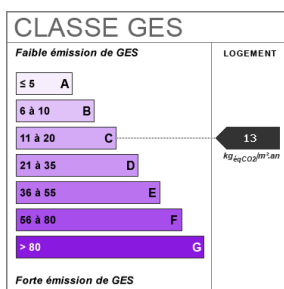 CLASSE GES
Faible émission de GES
LOGEMENT
≤ 5 A
6 à 10 B
11 à 20 C
13
kgéqCO2/m².an
21 à 35 D
36 à 55 E
56 à 80 F
> 80 G
Forte émission de GES